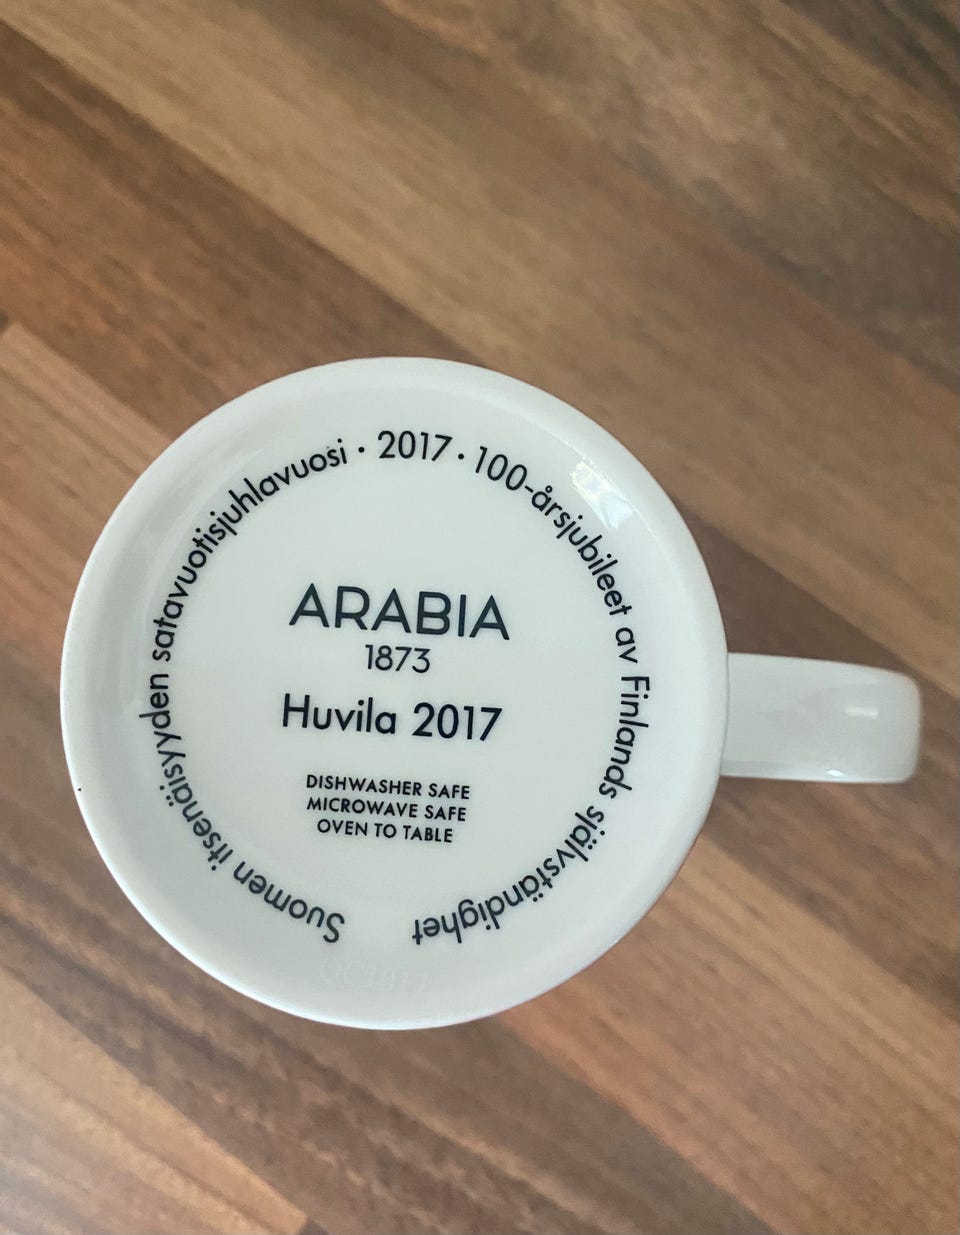 Suomen itsenäisyyden satavuotisjuhlavuosi · 2017 · 100-årsjubileet av Finlands självständighet
ARABIA
1873
Huvila 2017
DISHWASHER SAFE
MICROWAVE SAFE
OVEN TO TABLE